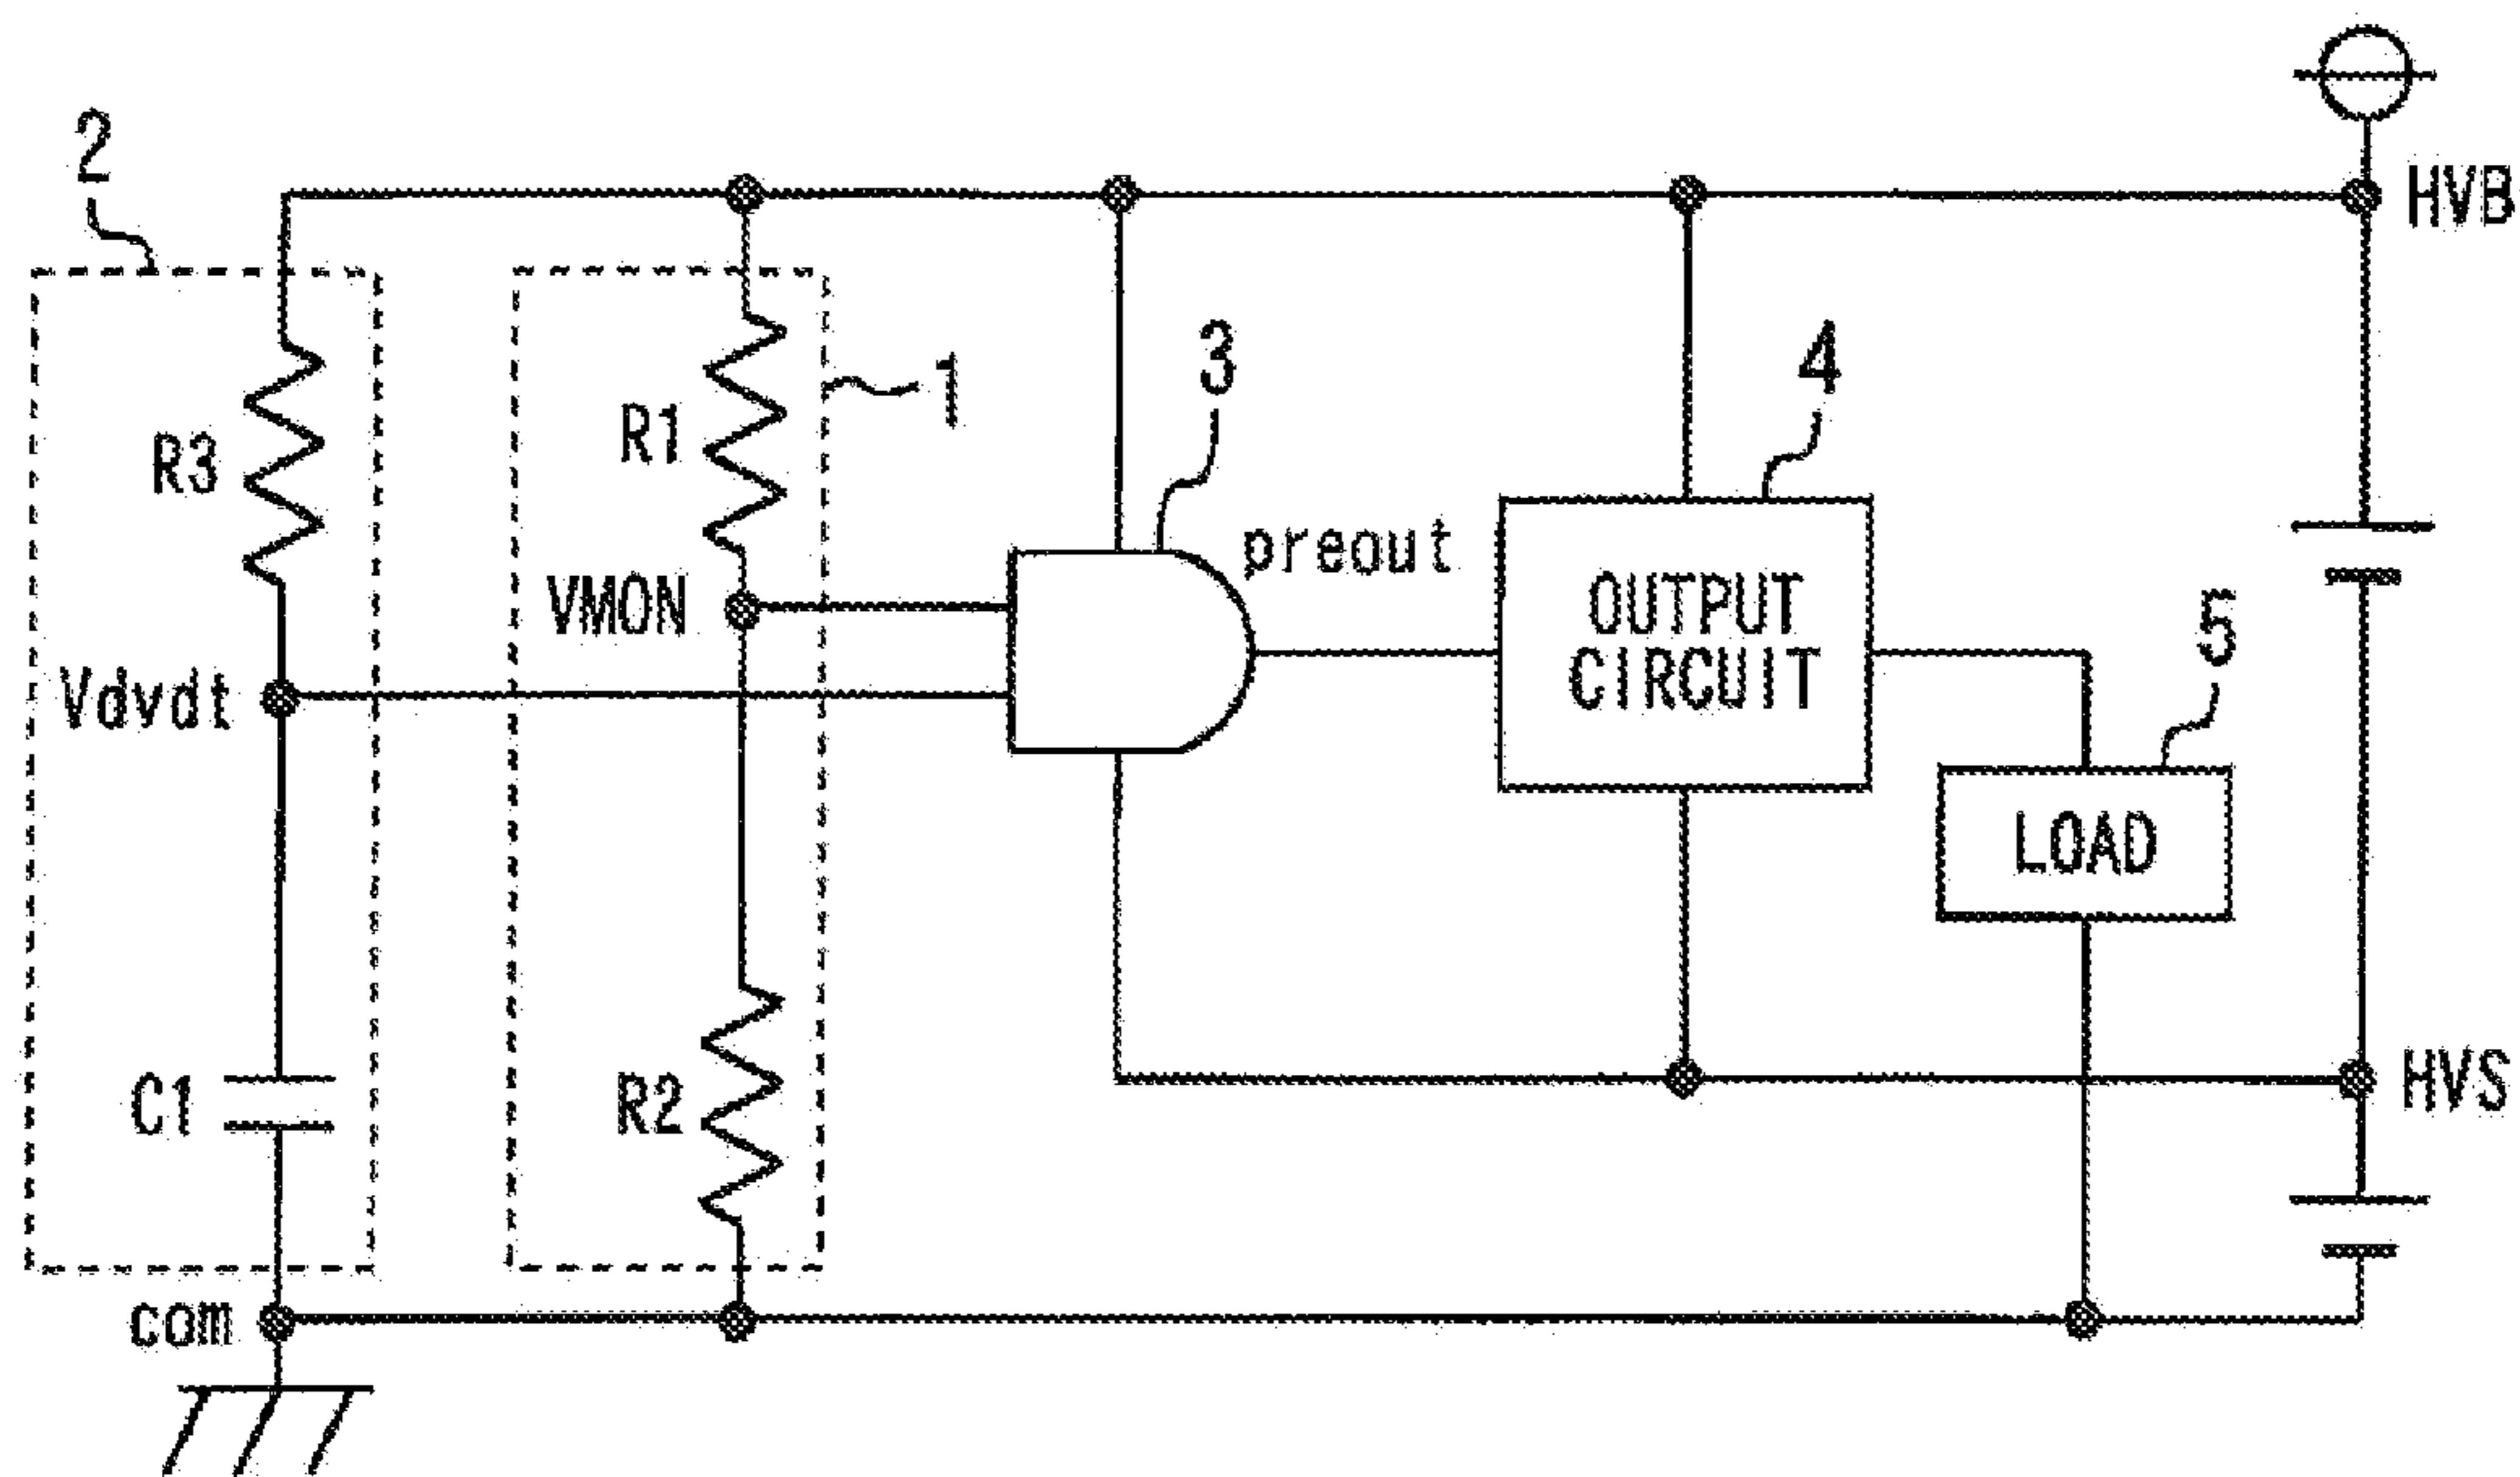 2
HVB
3
4
1
R1
R3
preout
VMON
OUTPUT
CIRCUIT
5
Vdvdt
LOAD
C1
R2
HVS
com